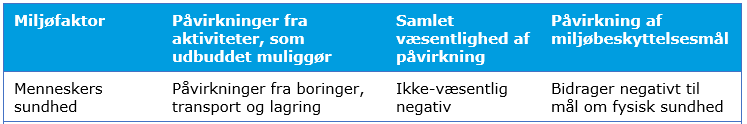 Miljøfaktor
Påvirkninger fra
aktiviteter, som
udbuddet muliggør
Samlet
væsentlighed af
påvirkning
Påvirkning af
miljøbeskyttelsesmål
Menneskers
sundhed
Påvirkninger fra boringer,
transport og lagring
Ikke-væsentlig
negativ
Bidrager negativt til
mål om fysisk sundhed